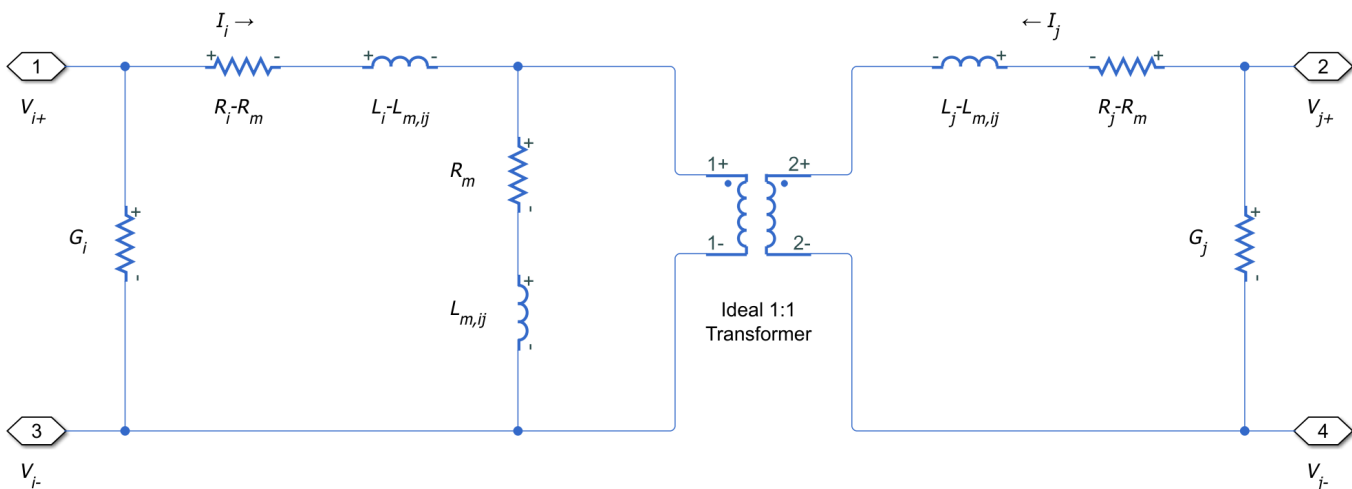 I_i → ← I_j
+ - + - - + - +
1 2
V_i+ R_i-R_m L_i-L_m,ij L_j-L_m,ij R_j-R_m V_j+
+
R_m 1+ 2+
-
+ +
G_i 1- 2- G_j
- + -
L_m,ij Ideal 1:1
Transformer
-
3 4
V_i- V_j-